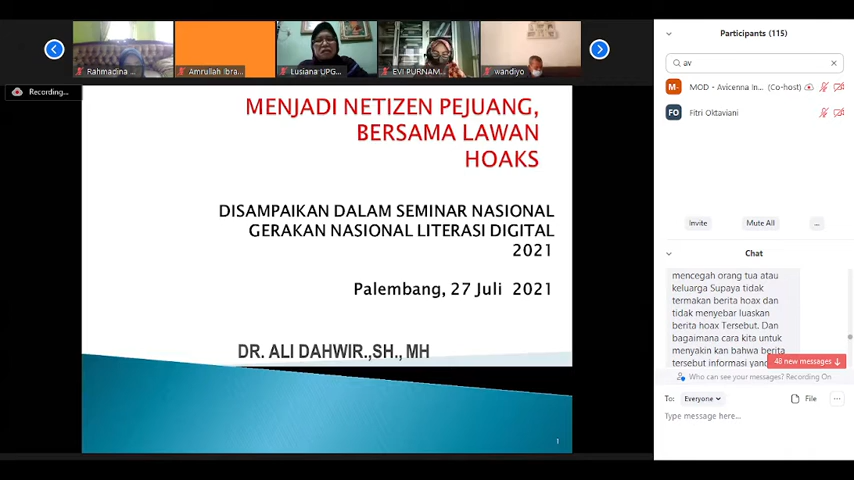 Rahmadina ...
Amrullah Ibra...
Lusiana UPG...
EVI PURNAM...
wandiyo
Recording...
MENJADI NETIZEN PEJUANG,
BERSAMA LAWAN
HOAKS
DISAMPAIKAN DALAM SEMINAR NASIONAL
GERAKAN NASIONAL LITERASI DIGITAL
2021
Palembang, 27 Juli 2021
DR. ALI DAHWIR.,SH., MH
1
Participants (115)
av
M-
MOD - Avicenna In... (Co-host)
FO
Fitri Oktaviani
Invite
Mute All
...
Chat
mencegah orang tua atau
keluarga Supaya tidak
termakan berita hoax dan
tidak menyebar luaskan
berita hoax Tersebut. Dan
bagaimana cara kita untuk
menyakin kan bahwa berita
tersebut informasi yang
48 new messages
Who can see your messages? Recording On
To: Everyone
File
...
Type message here...